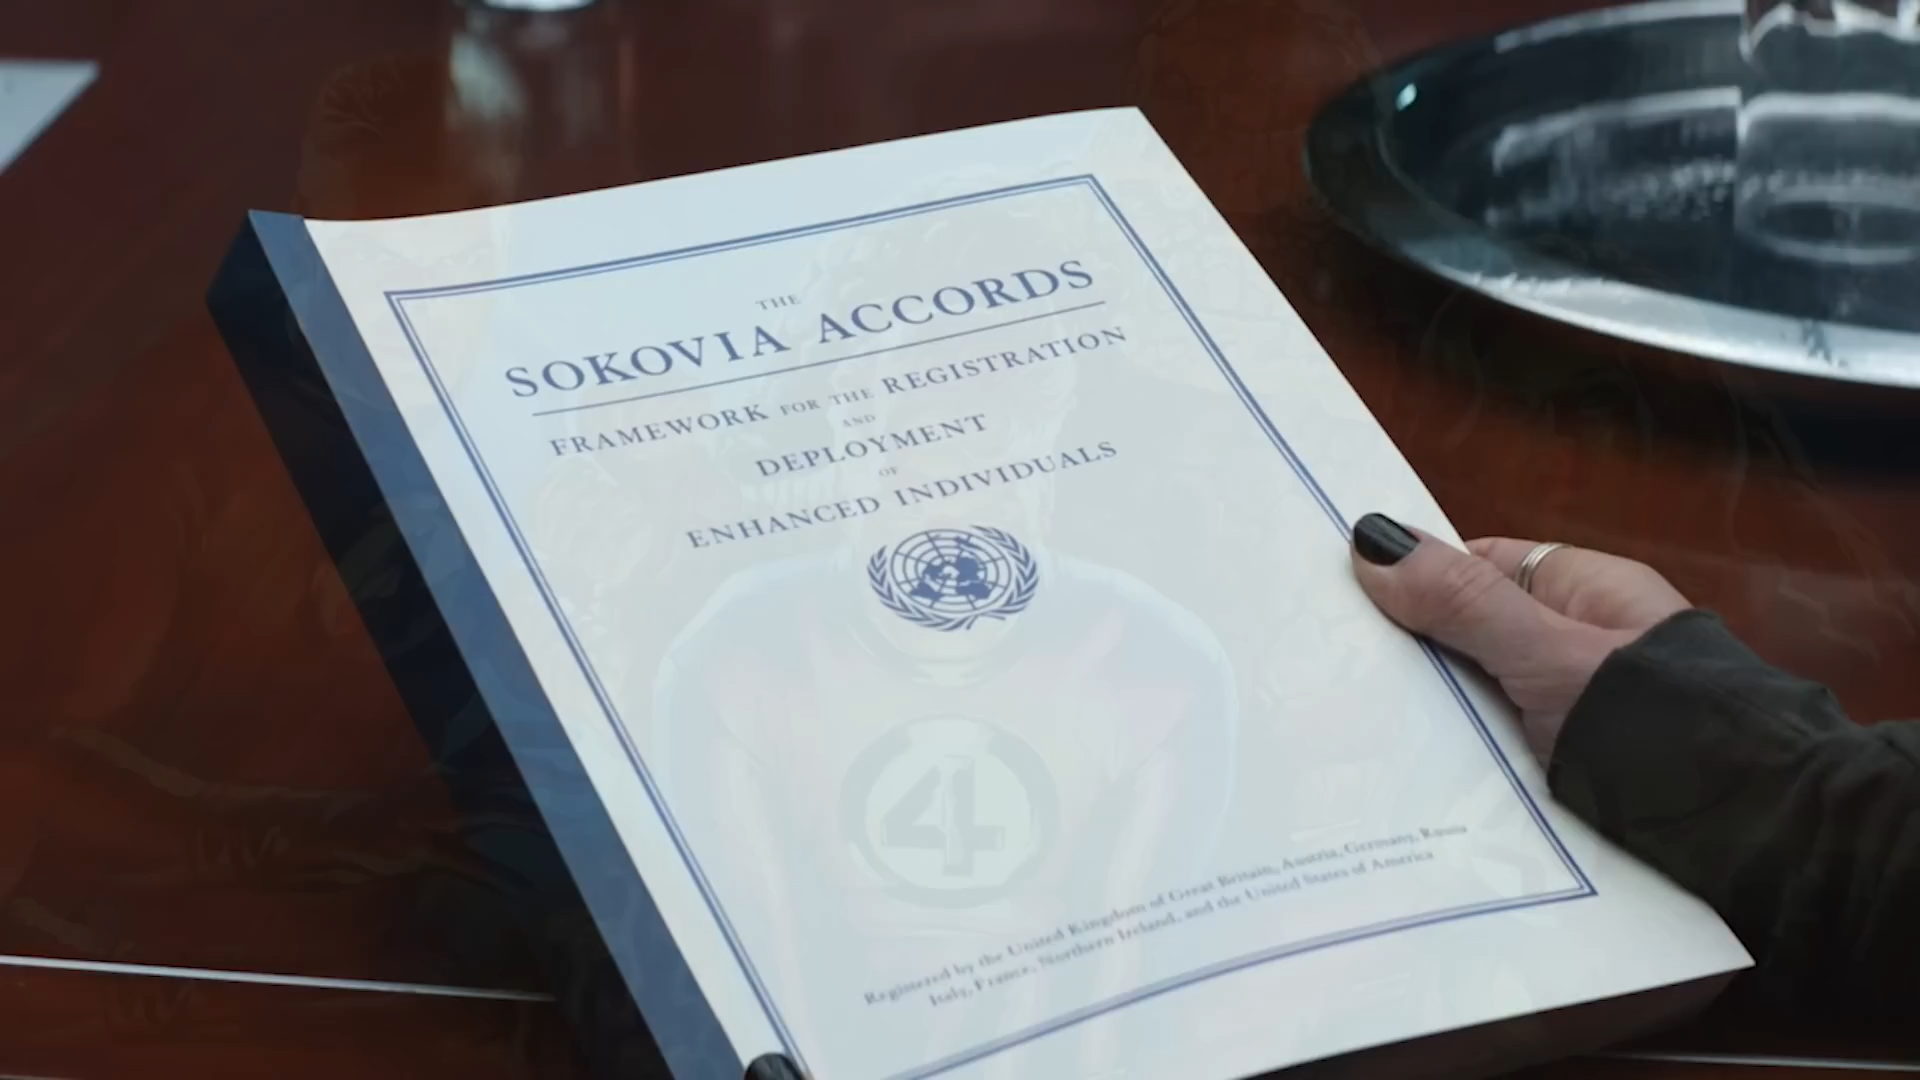 THE
SOKOVIA ACCORDS
FRAMEWORK FOR THE REGISTRATION
AND
DEPLOYMENT
OF
ENHANCED INDIVIDUALS
4
Registered by the United Kingdom of Great Britain, Austria, Germany, Russia
Italy, France, Northern Ireland, and the United States of America